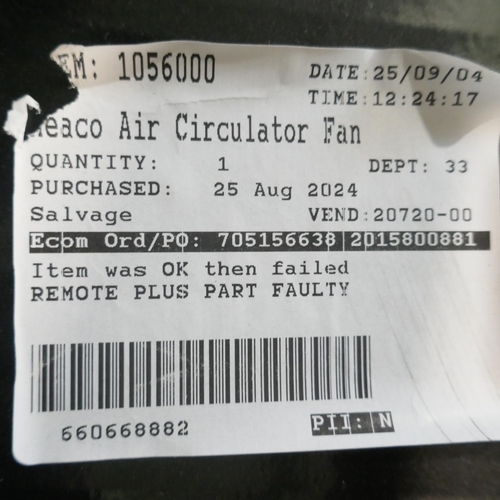 EM: 1056000
DATE:25/09/04
TIME:12:24:17
eaco Air Circulator Fan
QUANTITY: 1 DEPT: 33
PURCHASED: 25 Aug 2024
Salvage VEND:20720-00
Ecom Ord/PO: 705156638|2015800881
Item was OK then failed
REMOTE PLUS PART FAULTY
660668882
PII: N